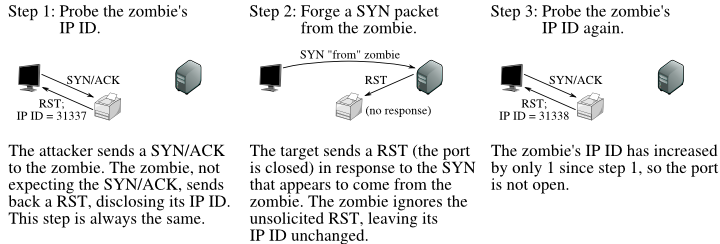 Step 1: Probe the zombie's
IP ID.
SYN/ACK
RST;
IP ID = 31337
The attacker sends a SYN/ACK
to the zombie. The zombie, not
expecting the SYN/ACK, sends
back a RST, disclosing its IP ID.
This step is always the same.
Step 2: Forge a SYN packet
from the zombie.
SYN "from" zombie
RST
(no response)
The target sends a RST (the port
is closed) in response to the SYN
that appears to come from the
zombie. The zombie ignores the
unsolicited RST, leaving its
IP ID unchanged.
Step 3: Probe the zombie's
IP ID again.
SYN/ACK
RST;
IP ID = 31338
The zombie's IP ID has increased
by only 1 since step 1, so the port
is not open.